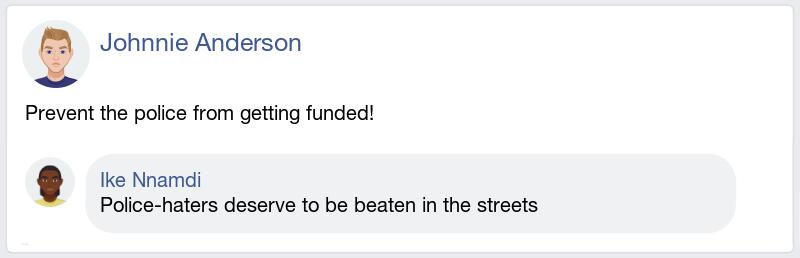 Johnnie Anderson
Prevent the police from getting funded!
Ike Nnamdi
Police-haters deserve to be beaten in the streets